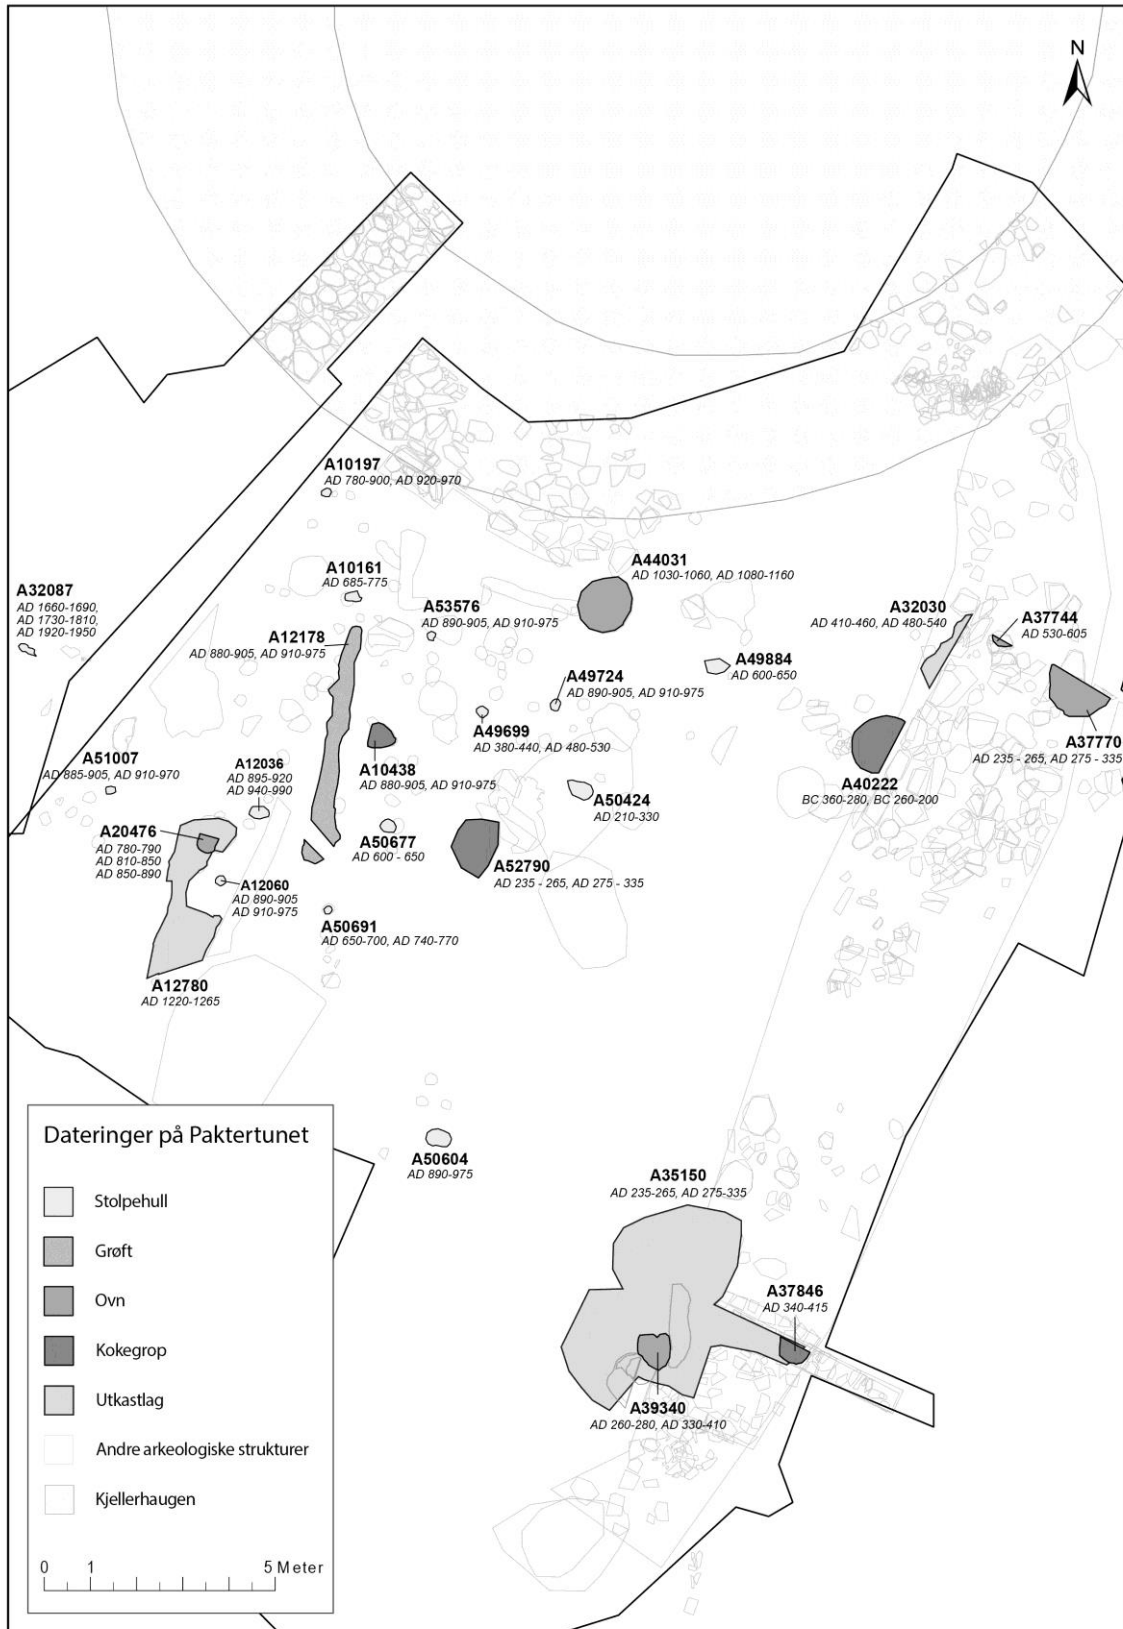 N
A10197
AD 780-900, AD 920-970
A10161
AD 685-775
A44031
AD 1030-1060, AD 1080-1160
A32087
AD 1660-1690,
AD 1730-1810,
AD 1920-1950
A53576
AD 890-905, AD 910-975
A32030
AD 410-460, AD 480-540
A37744
AD 530-605
A12178
AD 880-905, AD 910-975
A49884
AD 600-650
A49724
AD 890-905, AD 910-975
A49699
AD 380-440, AD 480-530
A37770
AD 235 - 265, AD 275 - 335
A51007
AD 885-905, AD 910-970
A12036
AD 895-920
AD 940-990
A10438
AD 880-905, AD 910-975
A40222
BC 360-280, BC 260-200
A50424
AD 210-330
A20476
AD 780-790
AD 810-850
AD 850-890
A50677
AD 600 - 650
A52790
AD 235 - 265, AD 275 - 335
A12060
AD 890-905
AD 910-975
A50691
AD 650-700, AD 740-770
A12780
AD 1220-1265
A50604
AD 890-975
A35150
AD 235-265, AD 275-335
A37846
AD 340-415
A39340
AD 260-280, AD 330-410
Dateringer på Paktertunet
Stolpehull
Grøft
Ovn
Kokegrop
Utkastlag
Andre arkeologiske strukturer
Kjellerhaugen
0 1 5 Meter